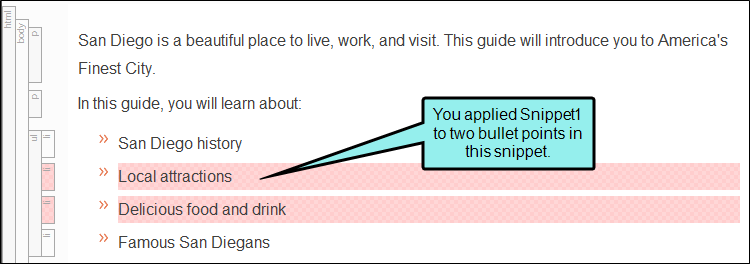 html
body
p
San Diego is a beautiful place to live, work, and visit. This guide will introduce you to America's
Finest City.
p
In this guide, you will learn about:
You applied Snippet1
to two bullet points in
this snippet.
ul
li
» San Diego history
li
» Local attractions
li
» Delicious food and drink
li
» Famous San Diegans